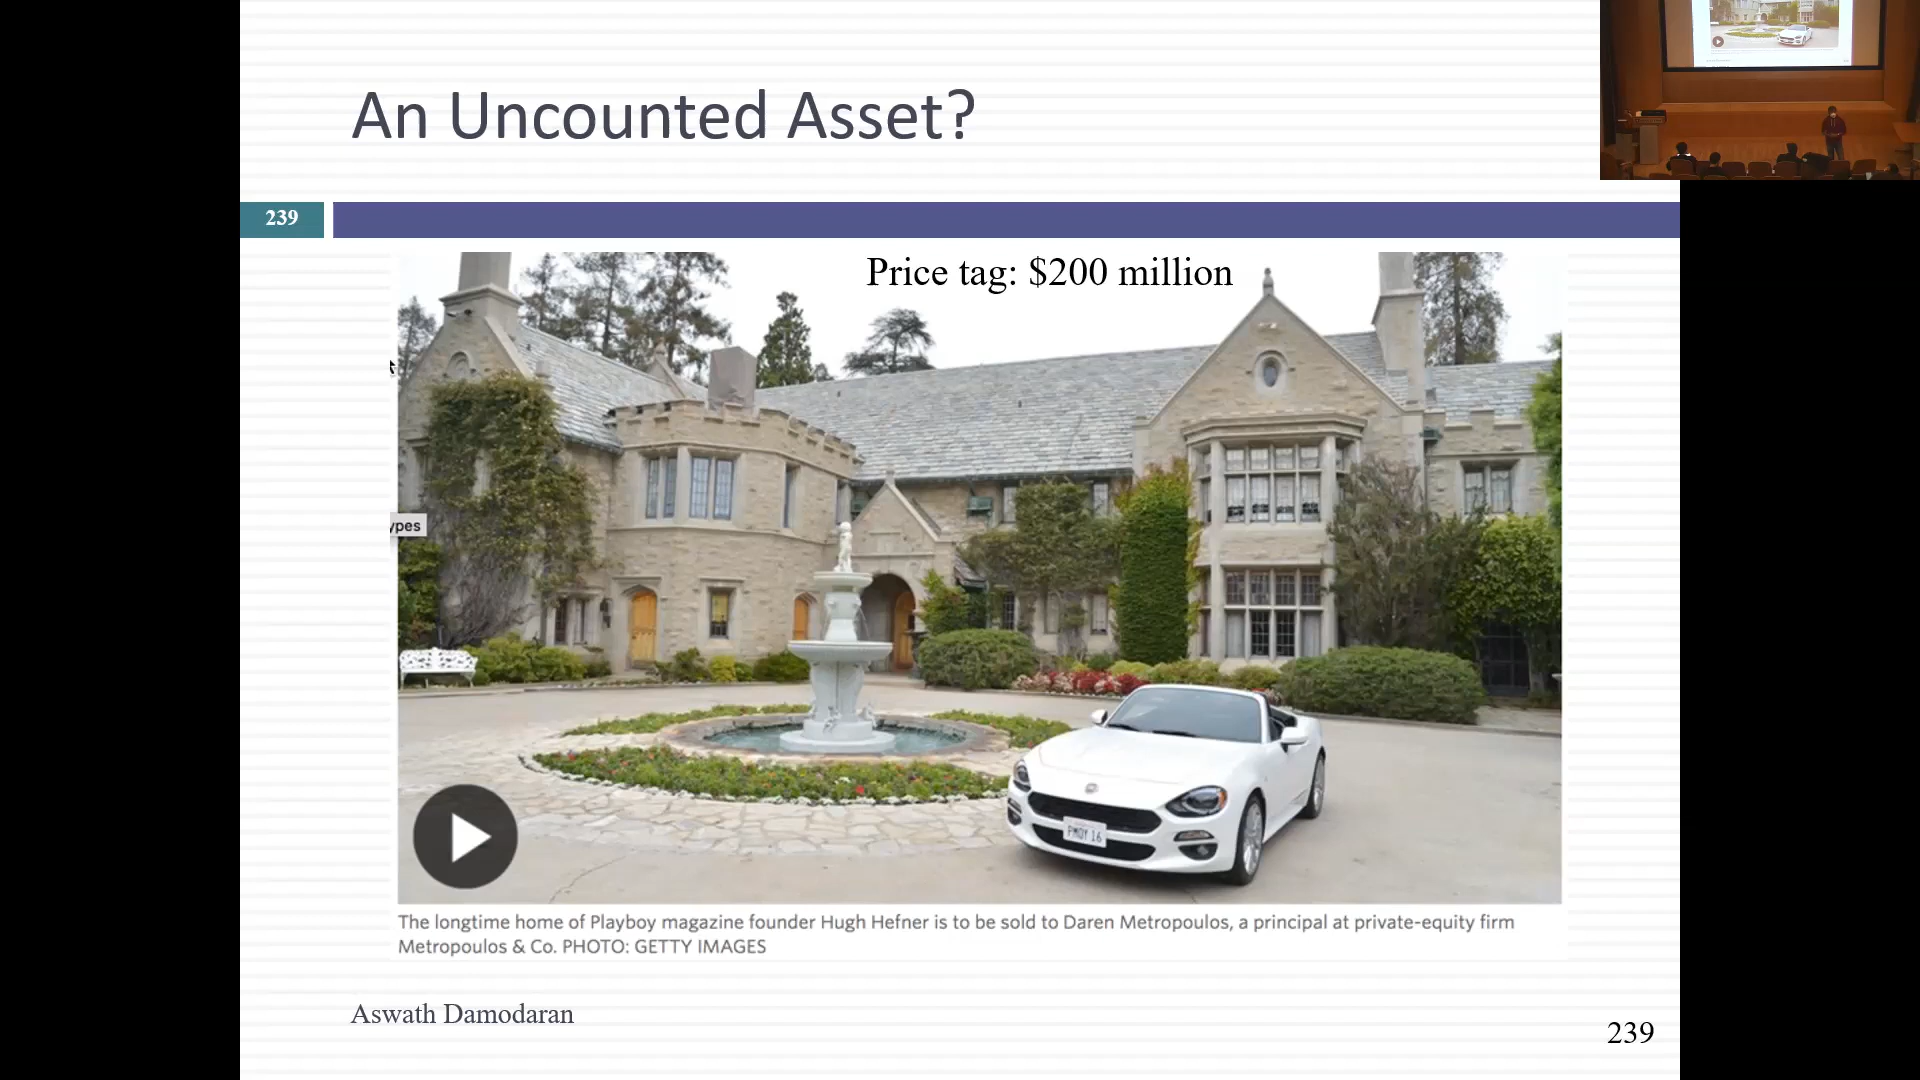 An Uncounted Asset?
239
Price tag: $200 million
ypes
PMOY 16
The longtime home of Playboy magazine founder Hugh Hefner is to be sold to Daren Metropoulos, a principal at private-equity firm
Metropoulos & Co. PHOTO: GETTY IMAGES
Aswath Damodaran
239